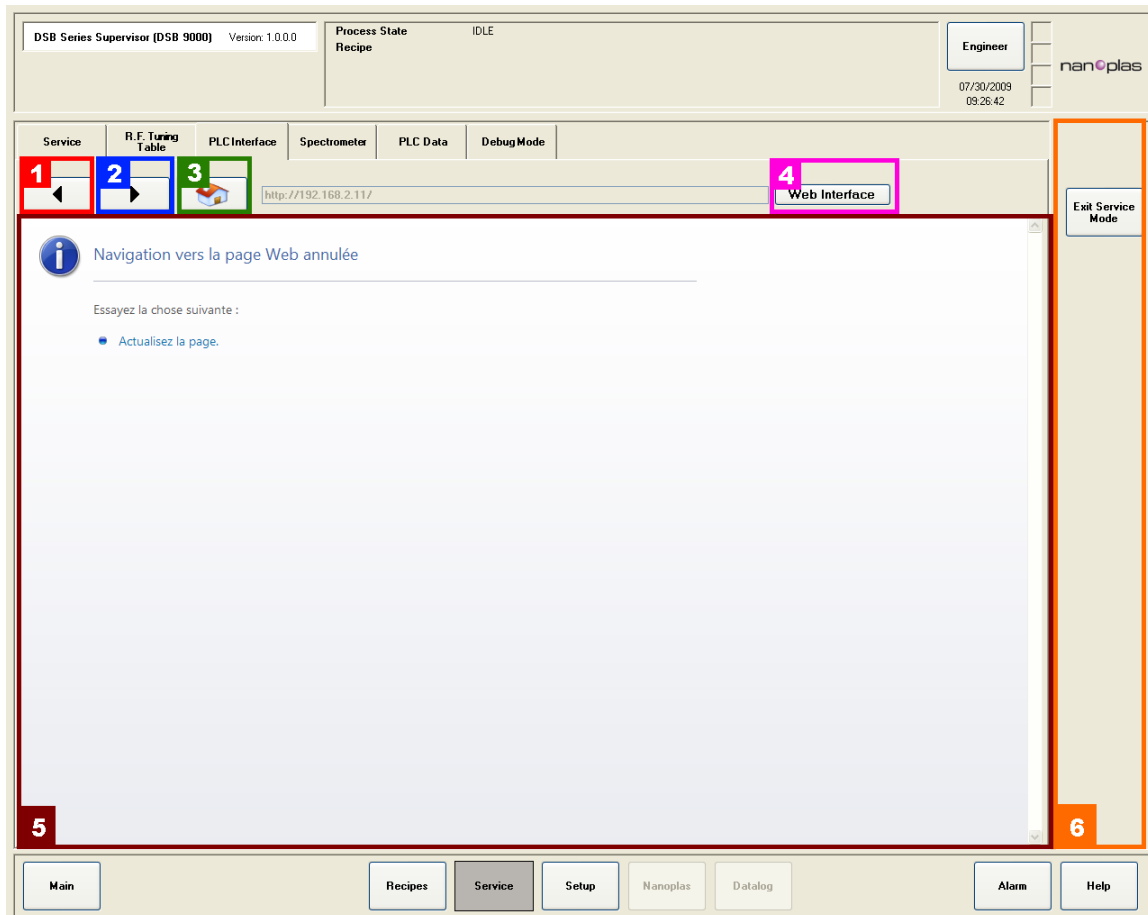 DSB Series Supervisor (DSB 9000) Version: 1.0.0.0
Process State IDLE
Recipe
Engineer
07/30/2009
09:26:42
nanoplas
Service
R.F. Tuning
Table
PLC Interface
Spectrometer
PLC Data
Debug Mode
1
2
3
http://192.168.2.11/
4
Web Interface
Exit Service
Mode
Navigation vers la page Web annulée
Essayez la chose suivante :
Actualisez la page.
5
6
Main
Recipes
Service
Setup
Nanoplas
Datalog
Alarm
Help